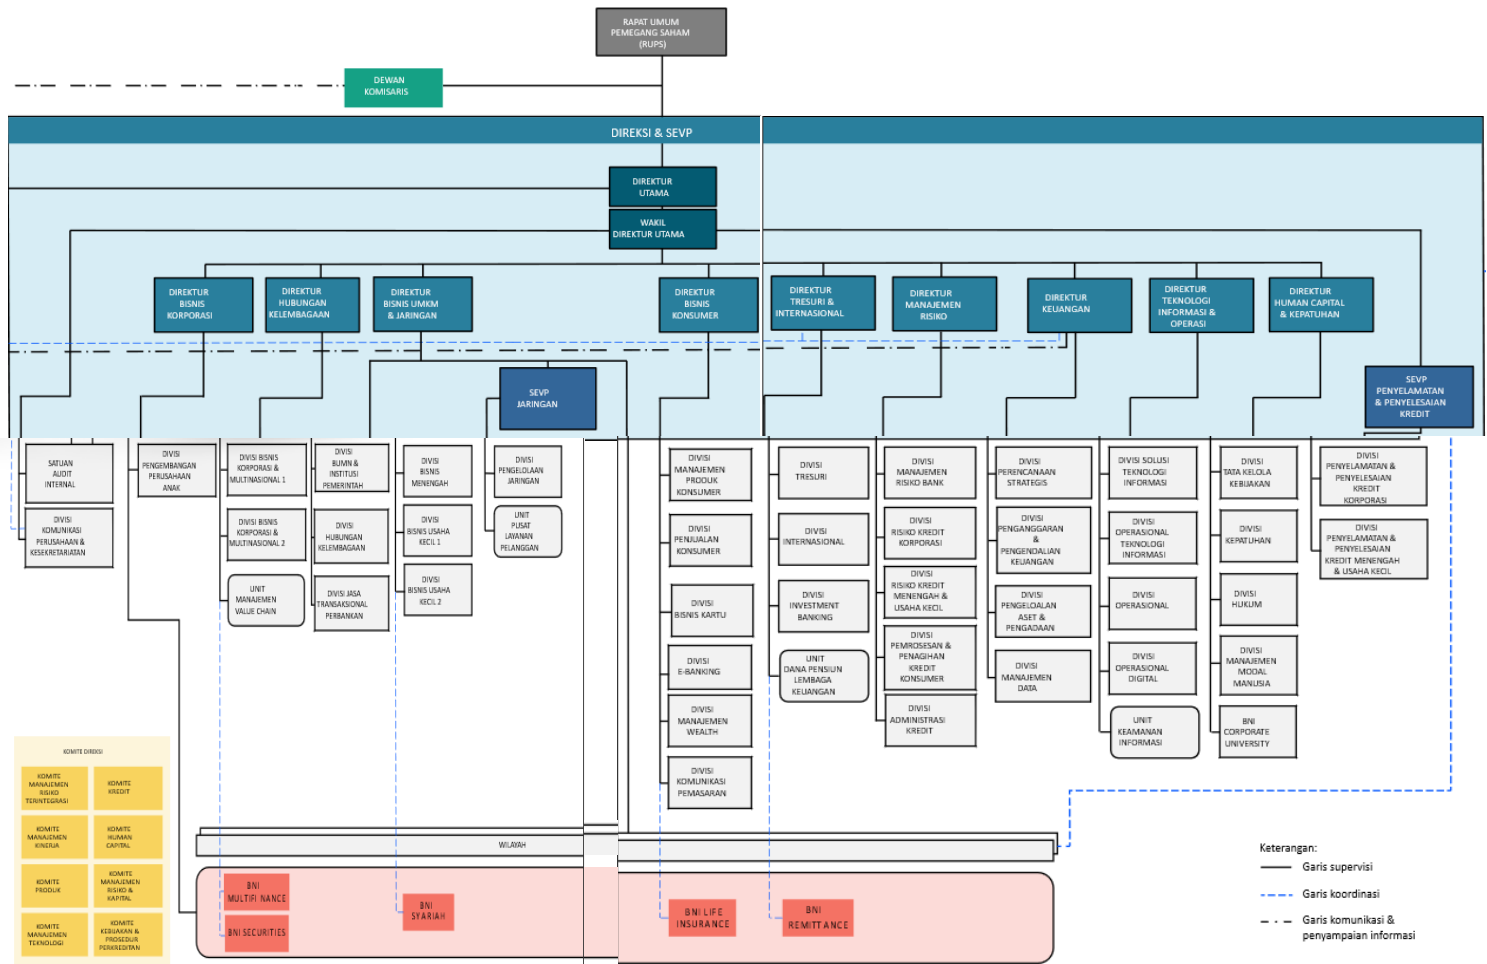 RAPAT UMUM
PEMEGANG SAHAM
(RUPS)
DEWAN
KOMISARIS
DIREKSI & SEVP
DIREKTUR
UTAMA
WAKIL
DIREKTUR UTAMA
DIREKTUR
BISNIS
KORPORASI
DIREKTUR
HUBUNGAN
KELEMBAGAAN
DIREKTUR
BISNIS UMKM
& JARINGAN
DIREKTUR
BISNIS
KONSUMER
DIREKTUR
TRESURI &
INTERNASIONAL
DIREKTUR
MANAJEMEN
RISIKO
DIREKTUR
KEUANGAN
DIREKTUR
TEKNOLOGI
INFORMASI &
OPERASI
DIREKTUR
HUMAN CAPITAL
& KEPATUHAN
SEVP
JARINGAN
SEVP
PENYELAMATAN
& PENYELESAIAN
KREDIT
SATUAN
AUDIT
INTERNAL
DIVISI
KOMUNIKASI
PERUSAHAAN &
KESEKRETARIATAN
DIVISI
PENGEMBANGAN
PERUSAHAAN
ANAK
DIVISI BISNIS
KORPORASI &
MULTINASIONAL 1
DIVISI BISNIS
KORPORASI &
MULTINASIONAL 2
UNIT
MANAJEMEN
VALUE CHAIN
DIVISI
BUMN &
INSTITUSI
PEMERINTAH
DIVISI
HUBUNGAN
KELEMBAGAAN
DIVISI JASA
TRANSAKSIONAL
PERBANKAN
DIVISI
BISNIS
MENENGAH
DIVISI
BISNIS USAHA
KECIL 1
DIVISI
BISNIS USAHA
KECIL 2
DIVISI
PENGELOLAAN
JARINGAN
UNIT
PUSAT
LAYANAN
PELANGGAN
DIVISI
MANAJEMEN
PRODUK
KONSUMER
DIVISI
PENJUALAN
KONSUMER
DIVISI
BISNIS KARTU
DIVISI
E-BANKING
DIVISI
MANAJEMEN
WEALTH
DIVISI
KOMUNIKASI
PEMASARAN
DIVISI
TRESURI
DIVISI
INTERNASIONAL
DIVISI
INVESTMENT
BANKING
UNIT
DANA PENSIUN
LEMBAGA
KEUANGAN
DIVISI
MANAJEMEN
RISIKO BANK
DIVISI
RISIKO KREDIT
KORPORASI
DIVISI
RISIKO KREDIT
MENENGAH &
USAHA KECIL
DIVISI
PEMROSESAN &
PENAGIHAN
KREDIT
KONSUMER
DIVISI
ADMINISTRASI
KREDIT
DIVISI
PERENCANAAN
STRATEGIS
DIVISI
PENGANGGARAN
&
PENGENDALIAN
KEUANGAN
DIVISI
PENGELOALAN
ASET &
PENGADAAN
DIVISI
MANAJEMEN
DATA
DIVISI SOLUSI
TEKNOLOGI
INFORMASI
DIVISI
OPERASIONAL
TEKNOLOGI
INFORMASI
DIVISI
OPERASIONAL
DIVISI
OPERASIONAL
DIGITAL
UNIT
KEAMANAN
INFORMASI
DIVISI
TATA KELOLA
KEBIJAKAN
DIVISI
KEPATUHAN
DIVISI
HUKUM
DIVISI
MANAJEMEN
MODAL
MANUSIA
BNI
CORPORATE
UNIVERSITY
DIVISI
PENYELAMATAN &
PENYELESAIAN
KREDIT
KORPORASI
DIVISI
PENYELAMATAN &
PENYELESAIAN
KREDIT MENENGAH
& USAHA KECIL
KOMITE DIREKSI
KOMITE
MANAJEMEN
RISIKO
TERINTEGRASI
KOMITE
KREDIT
KOMITE
MANAJEMEN
KINERJA
KOMITE
HUMAN
CAPITAL
KOMITE
PRODUK
KOMITE
MANAJEMEN
RISIKO &
KAPITAL
KOMITE
MANAJEMEN
TEKNOLOGI
KOMITE
KEBIJAKAN &
PROSEDUR
PERKREDITAN
WILAYAH
BNI
MULTIFI NANCE
BNI SECURITIES
BNI
SYARIAH
BNI LIFE
INSURANCE
BNI
REMITTANCE
Keterangan:
Garis supervisi
Garis koordinasi
Garis komunikasi &
penyampaian informasi